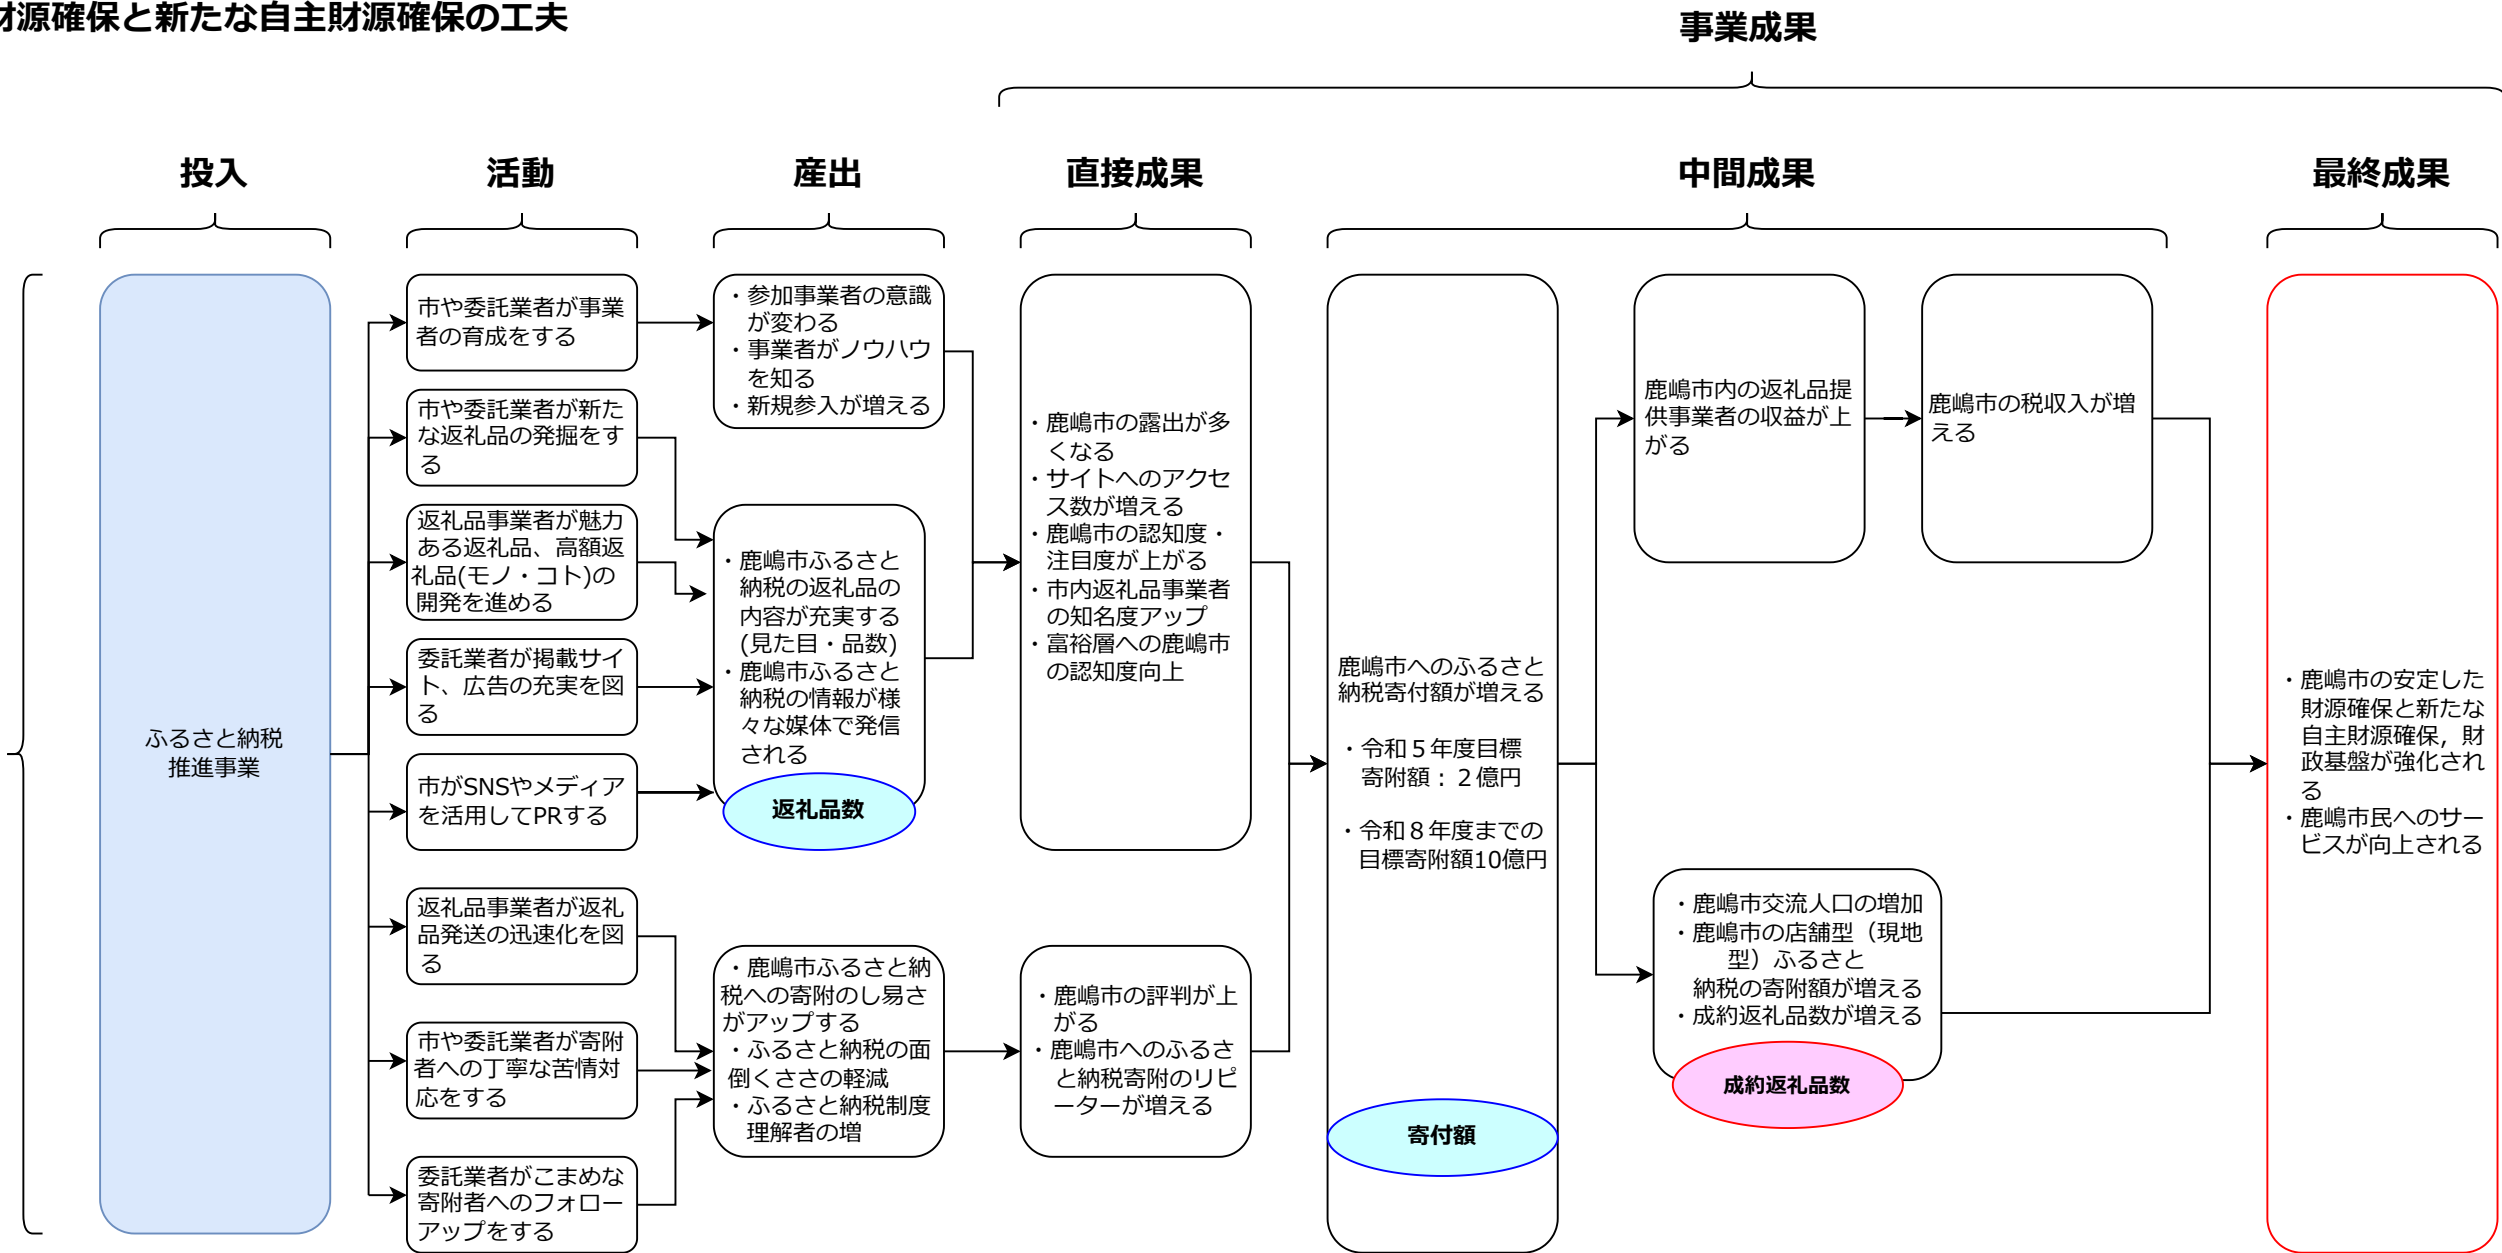 財源確保と新たな自主財源確保の工夫
事業成果
投入
活動
産出
直接成果
中間成果
最終成果
ふるさと納税
推進事業
市や委託業者が事業
者の育成をする
市や委託業者が新た
な返礼品の発掘をす
る
返礼品事業者が魅力
ある返礼品、高額返
礼品(モノ・コト)の
開発を進める
委託業者が掲載サイ
ト、広告の充実を図
る
市がSNSやメディア
を活用してPRする
返礼品事業者が返礼
品発送の迅速化を図
る
市や委託業者が寄附
者への丁寧な苦情対
応をする
委託業者がこまめな
寄附者へのフォロー
アップをする
・参加事業者の意識
が変わる
・事業者がノウハウ
を知る
・新規参入が増える
・鹿嶋市ふるさと
納税の返礼品の
内容が充実する
(見た目・品数)
・鹿嶋市ふるさと
納税の情報が様
々な媒体で発信
される
返礼品数
・鹿嶋市ふるさと納
税への寄附のし易さ
がアップする
・ふるさと納税の面
倒くささの軽減
・ふるさと納税制度
理解者の増
・鹿嶋市の露出が多
くなる
・サイトへのアクセ
ス数が増える
・鹿嶋市の認知度・
注目度が上がる
・市内返礼品事業者
の知名度アップ
・富裕層への鹿嶋市
の認知度向上
・鹿嶋市の評判が上
がる
・鹿嶋市へのふるさ
と納税寄附のリピ
ーターが増える
鹿嶋市へのふるさと
納税寄付額が増える
・令和５年度目標
寄附額：２億円
・令和８年度までの
目標寄附額10億円
寄付額
鹿嶋市内の返礼品提
供事業者の収益が上
がる
鹿嶋市の税収入が増
える
・鹿嶋市交流人口の増加
・鹿嶋市の店舗型（現地
型）ふるさと
納税の寄附額が増える
・成約返礼品数が増える
成約返礼品数
・鹿嶋市の安定した
財源確保と新たな
自主財源確保，財
政基盤が強化され
る
・鹿嶋市民へのサー
ビスが向上される